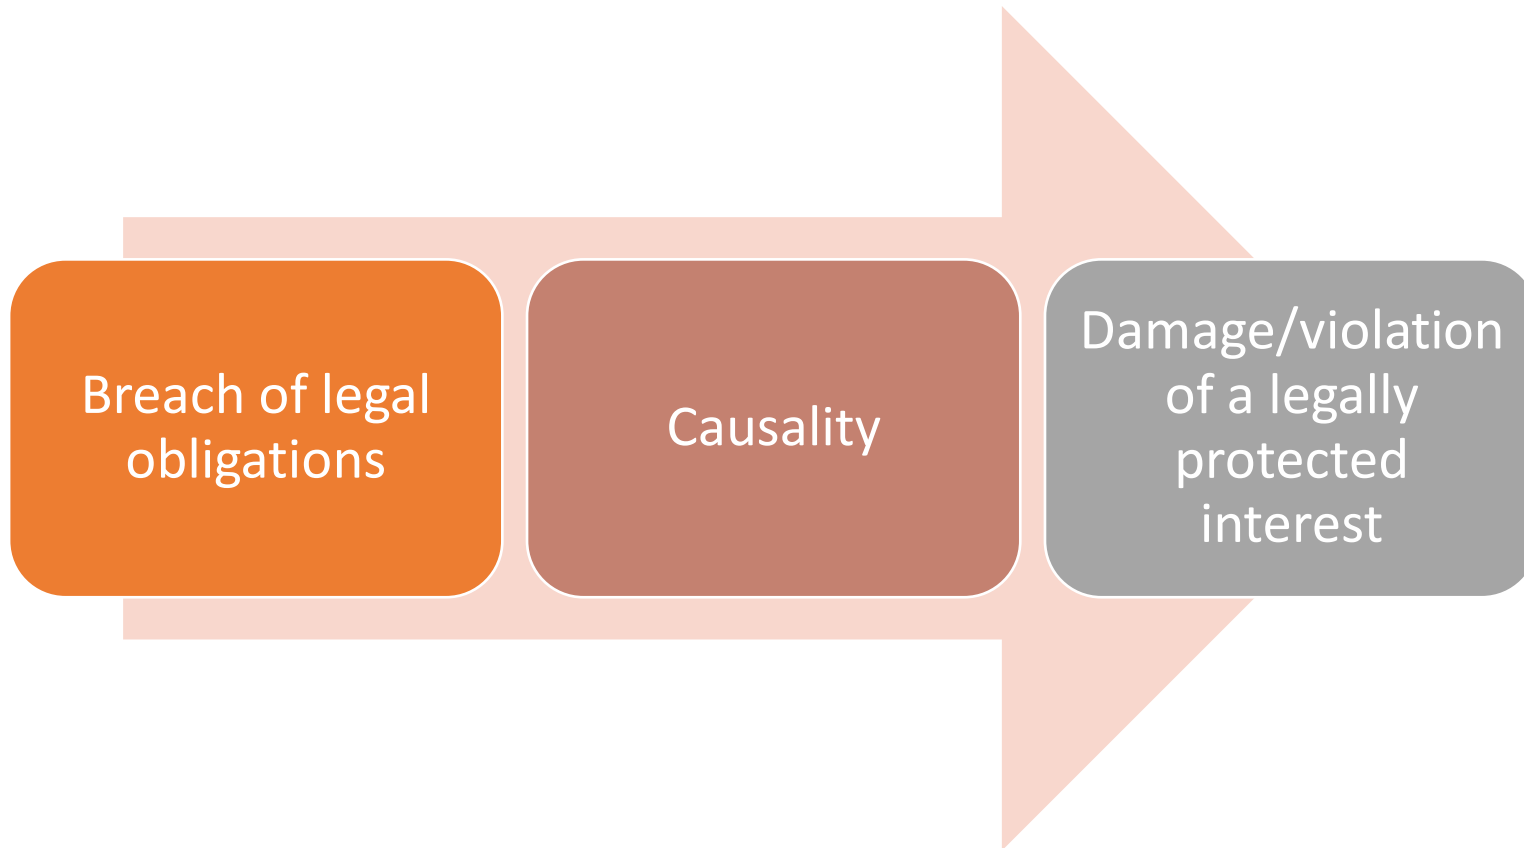 Breach of legal
obligations
Causality
Damage/violation
of a legally
protected
interest